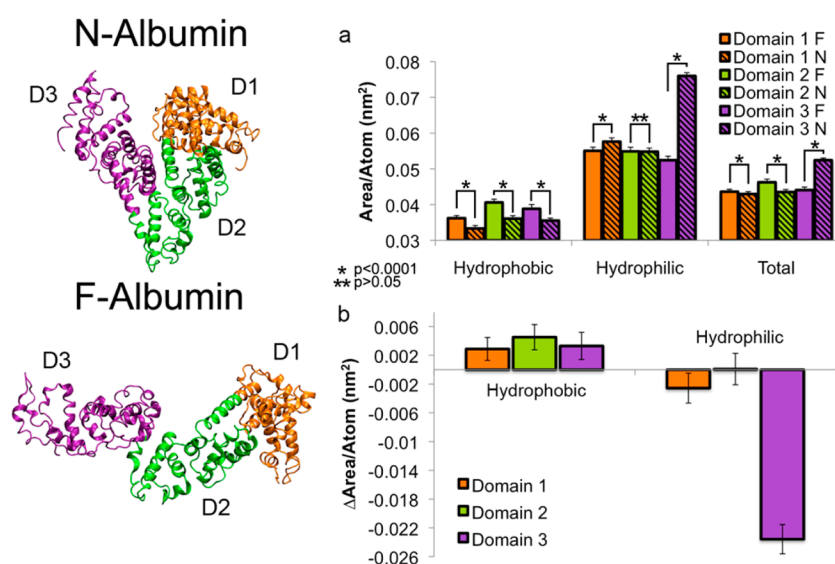 N-Albumin
D3
D1
D2
F-Albumin
D3
D1
D2
a
Area/Atom (nm²)
0.08
0.07
0.06
0.05
0.04
0.03
* * *
* ** *
* * *
Domain 1 F
Domain 1 N
Domain 2 F
Domain 2 N
Domain 3 F
Domain 3 N
Hydrophobic Hydrophilic Total
* p<0.0001
** p>0.05
b
ΔArea/Atom (nm²)
0.006
0.002
-0.002
-0.006
-0.01
-0.014
-0.018
-0.022
-0.026
Hydrophilic
Hydrophobic
Domain 1
Domain 2
Domain 3